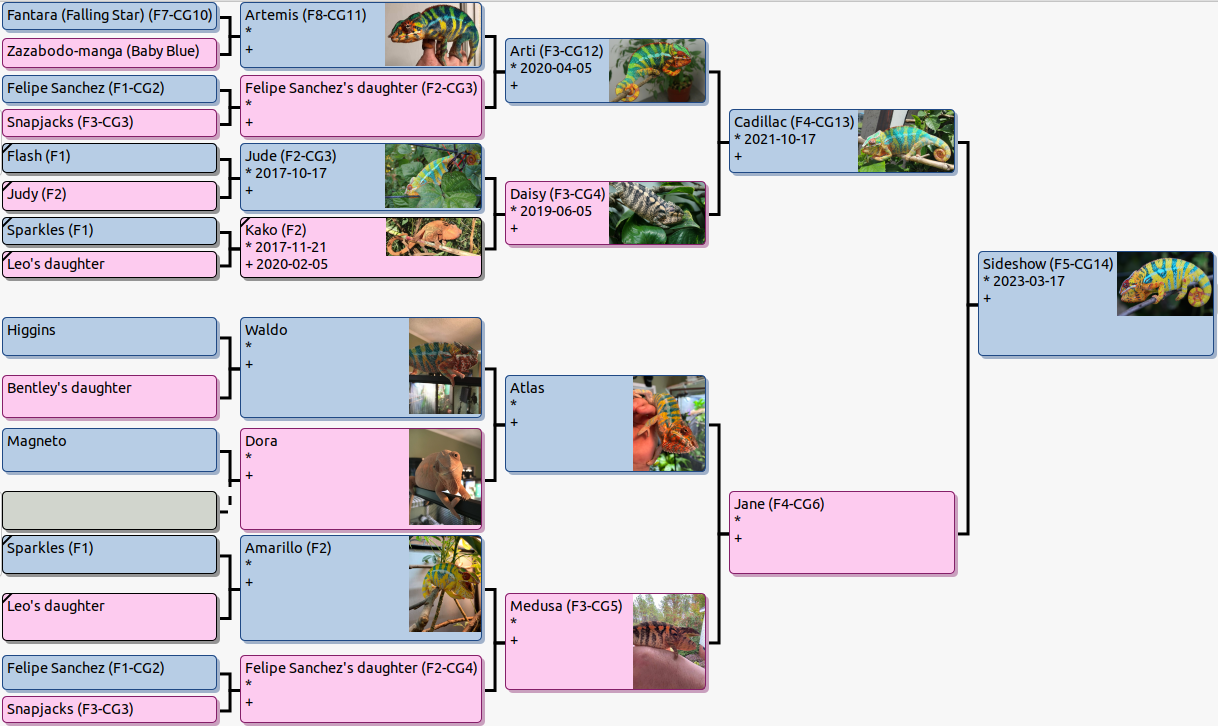 Fantara (Falling Star) (F7-CG10)
Zazabodo-manga (Baby Blue)
Felipe Sanchez (F1-CG2)
Snapjacks (F3-CG3)
Flash (F1)
Judy (F2)
Sparkles (F1)
Leo's daughter
Higgins
Bentley's daughter
Magneto
Sparkles (F1)
Leo's daughter
Felipe Sanchez (F1-CG2)
Snapjacks (F3-CG3)
Artemis (F8-CG11)
*
+
Felipe Sanchez's daughter (F2-CG3)
*
+
Jude (F2-CG3)
* 2017-10-17
+
Kako (F2)
* 2017-11-21
+ 2020-02-05
Waldo
*
+
Dora
*
+
Amarillo (F2)
*
+
Felipe Sanchez's daughter (F2-CG4)
*
+
Arti (F3-CG12)
* 2020-04-05
+
Daisy (F3-CG4)
* 2019-06-05
+
Atlas
*
+
Medusa (F3-CG5)
*
+
Cadillac (F4-CG13)
* 2021-10-17
+
Jane (F4-CG6)
*
+
Sideshow (F5-CG14)
* 2023-03-17
+